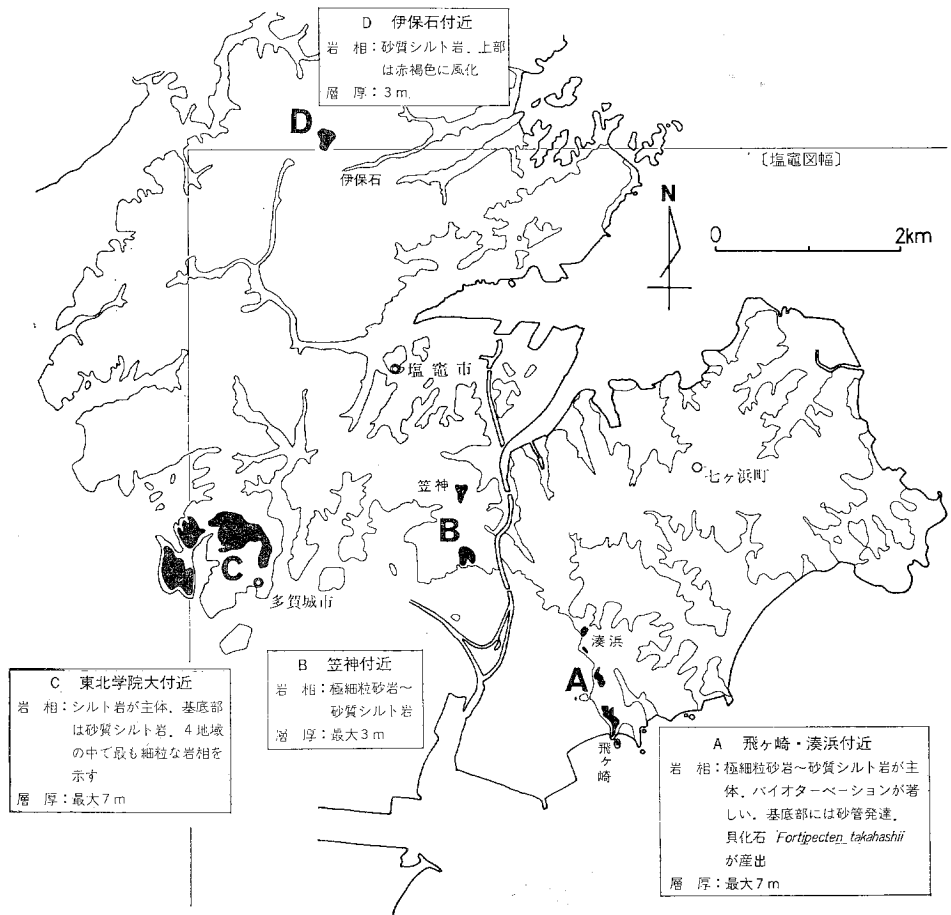 D 伊保石付近
岩 相：砂質シルト岩．上部
は赤褐色に風化
層 厚：3 m
D
伊保石
〔塩竈図幅〕
N
0 2km
塩竈市
七ヶ浜町
笠神
B
C
多賀城市
湊浜
A
飛ヶ崎
C 東北学院大付近
岩 相：シルト岩が主体．基底部
は砂質シルト岩．4地域
の中で最も細粒な岩相を
示す
層 厚：最大7 m
B 笠神付近
岩 相：極細粒砂岩～
砂質シルト岩
層 厚：最大3 m
A 飛ヶ崎・湊浜付近
岩 相：極細粒砂岩～砂質シルト岩が主
体．バイオターベーションが著
しい．基底部には砂管発達．
貝化石 Fortipecten takahashii
が産出
層 厚：最大7 m